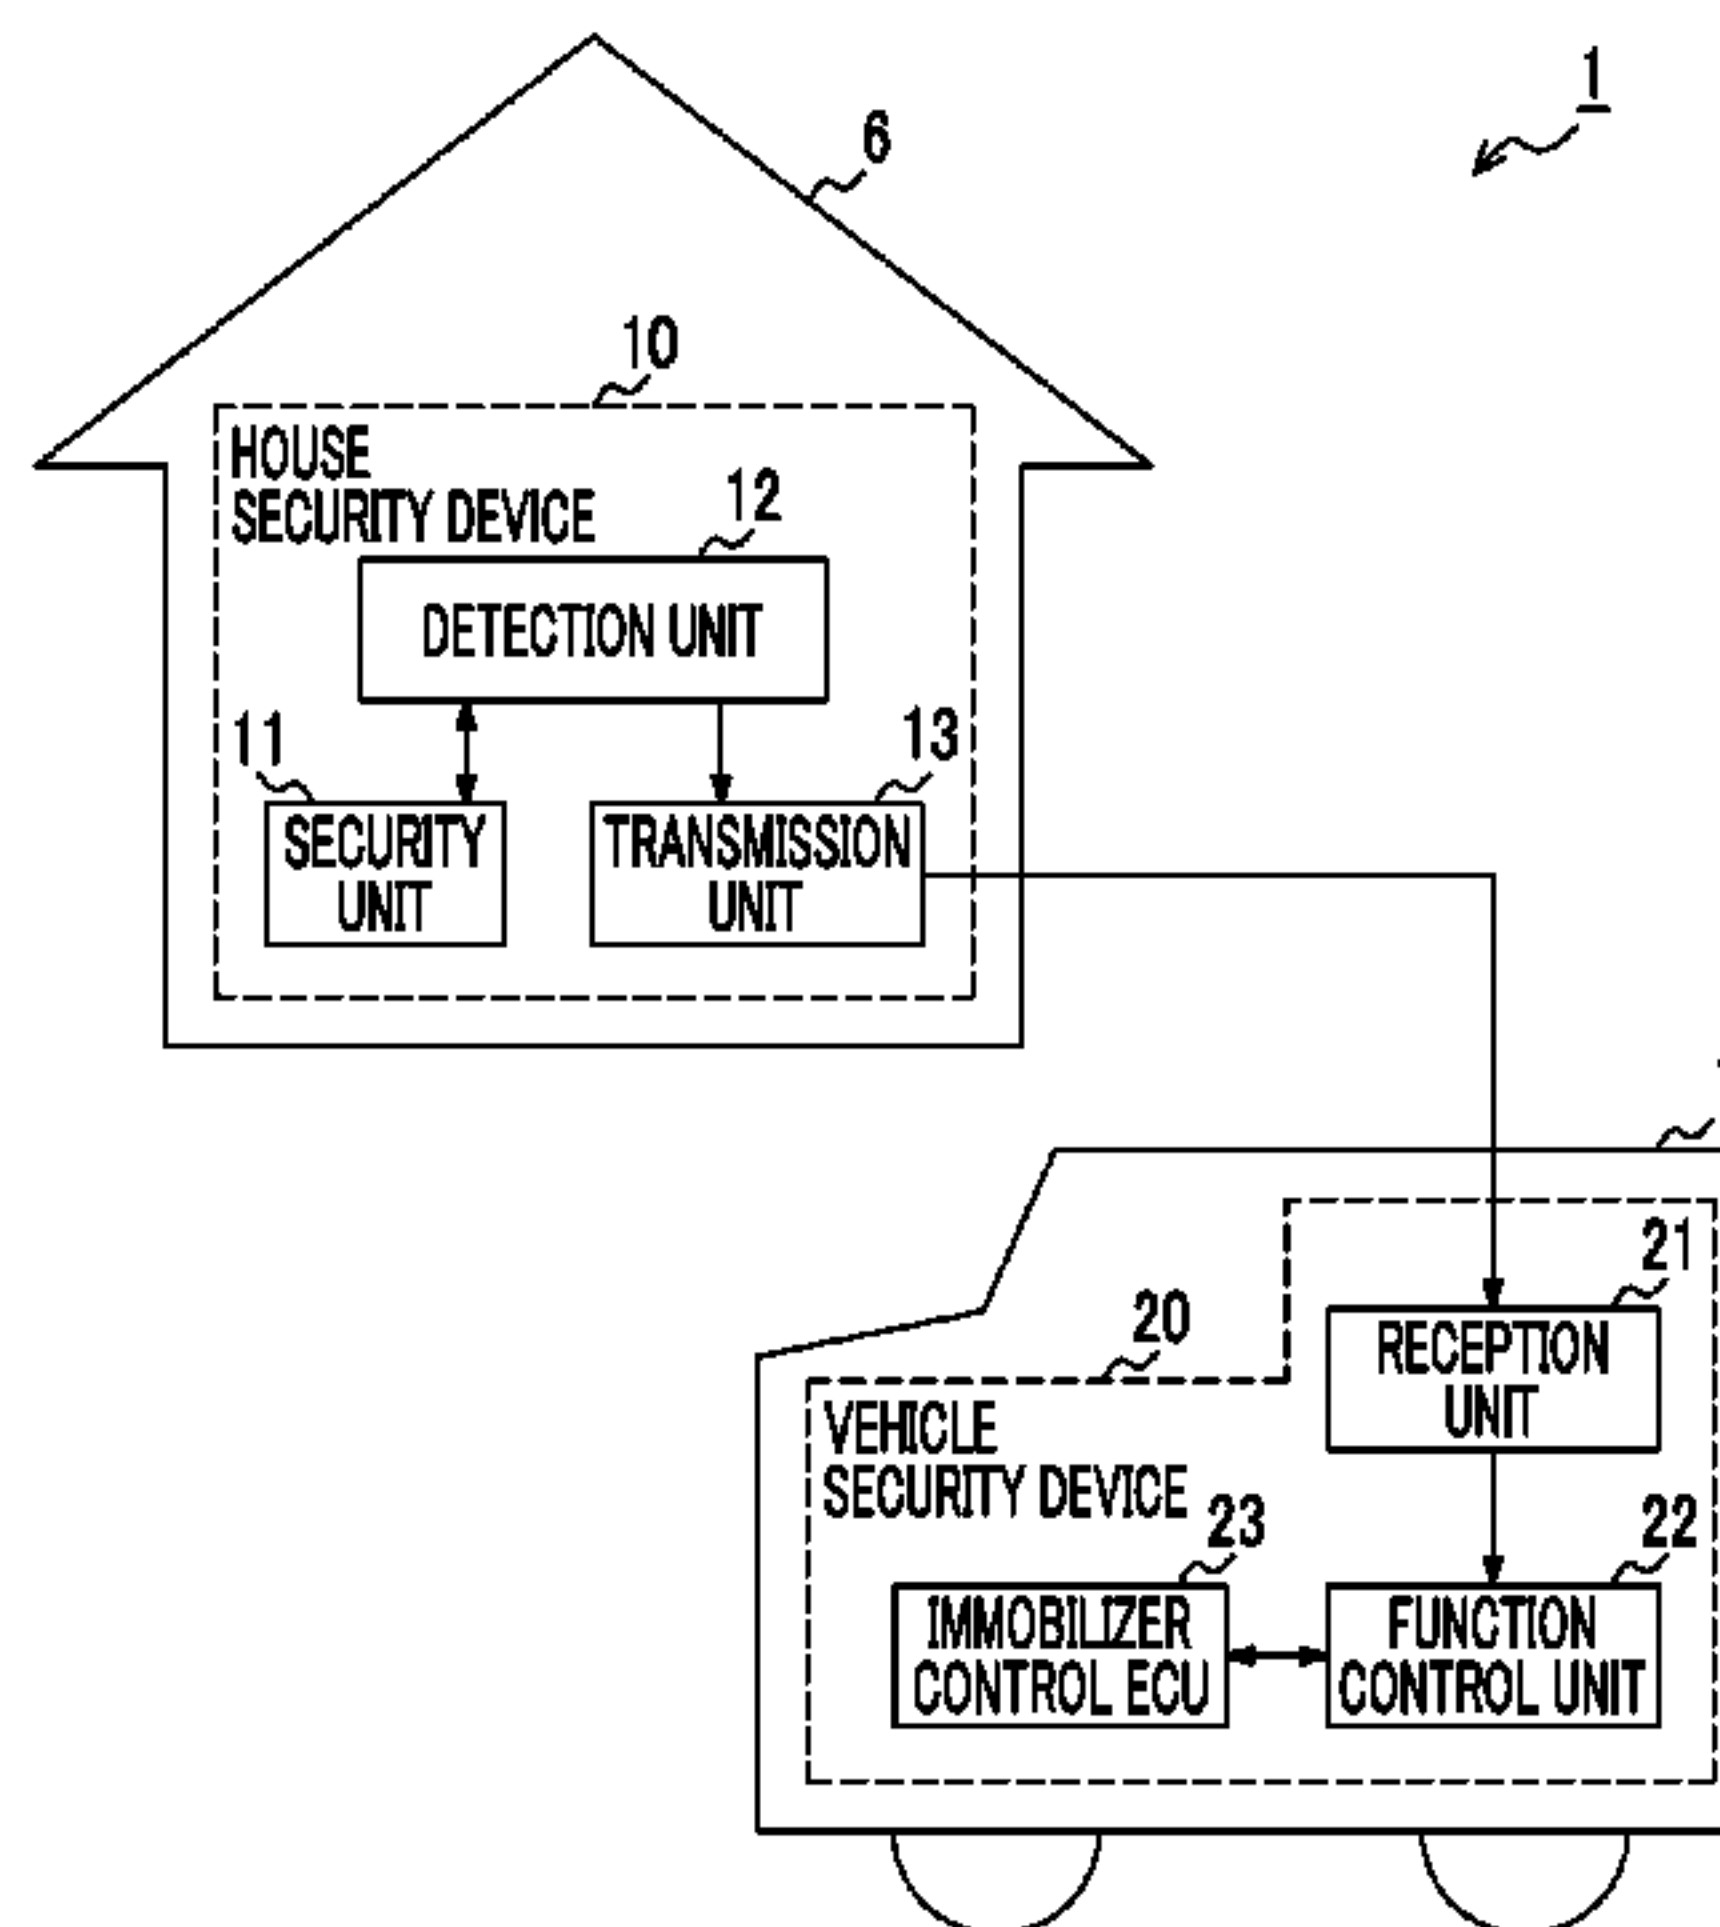 1
6
10
HOUSE
SECURITY DEVICE
12
DETECTION UNIT
11
13
SECURITY
UNIT
TRANSMISSION
UNIT
21
20
RECEPTION
UNIT
VEHICLE
SECURITY DEVICE
23
22
IMMOBILIZER
CONTROL ECU
FUNCTION
CONTROL UNIT